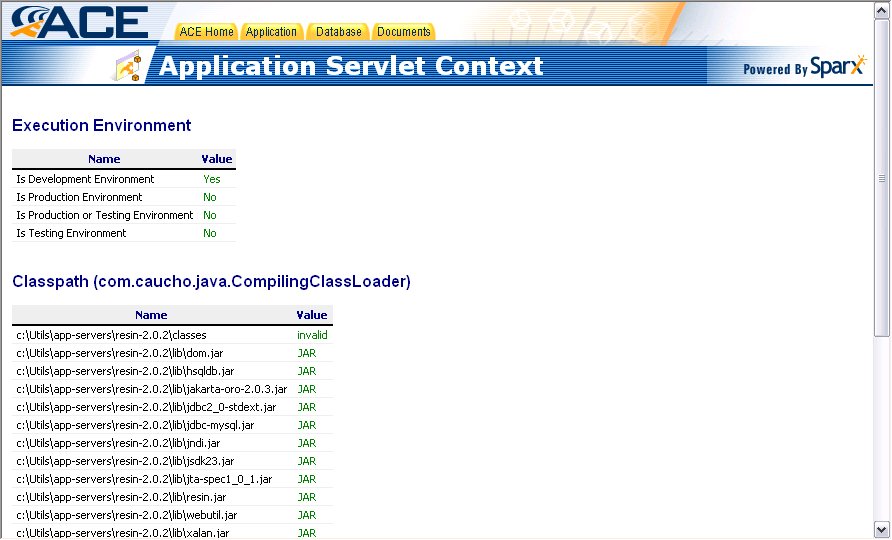 ACE
ACE Home Application Database Documents
Application Servlet Context
Powered By Sparx
Execution Environment
Name Value
Is Development Environment Yes
Is Production Environment No
Is Production or Testing Environment No
Is Testing Environment No
Classpath (com.caucho.java.CompilingClassLoader)
Name Value
c:\Utils\app-servers\resin-2.0.2\classes invalid
c:\Utils\app-servers\resin-2.0.2\lib\dom.jar JAR
c:\Utils\app-servers\resin-2.0.2\lib\hsqldb.jar JAR
c:\Utils\app-servers\resin-2.0.2\lib\jakarta-oro-2.0.3.jar JAR
c:\Utils\app-servers\resin-2.0.2\lib\jdbc2_0-stdext.jar JAR
c:\Utils\app-servers\resin-2.0.2\lib\jdbc-mysql.jar JAR
c:\Utils\app-servers\resin-2.0.2\lib\jndi.jar JAR
c:\Utils\app-servers\resin-2.0.2\lib\jsdk23.jar JAR
c:\Utils\app-servers\resin-2.0.2\lib\jta-spec1_0_1.jar JAR
c:\Utils\app-servers\resin-2.0.2\lib\resin.jar JAR
c:\Utils\app-servers\resin-2.0.2\lib\webutil.jar JAR
c:\Utils\app-servers\resin-2.0.2\lib\xalan.jar JAR